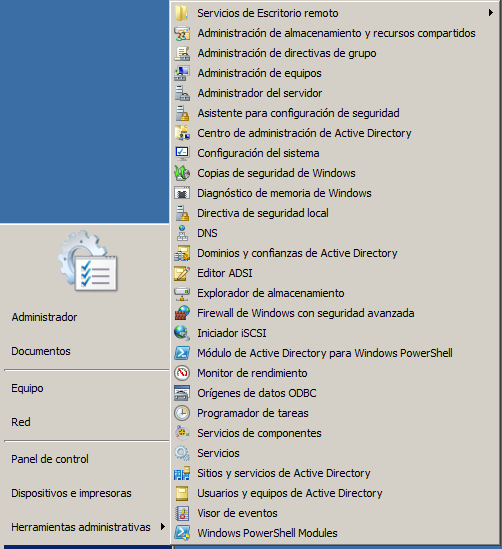 Servicios de Escritorio remoto
Administración de almacenamiento y recursos compartidos
Administración de directivas de grupo
Administración de equipos
Administrador del servidor
Asistente para configuración de seguridad
Centro de administración de Active Directory
Configuración del sistema
Copias de seguridad de Windows
Diagnóstico de memoria de Windows
Directiva de seguridad local
DNS
Dominios y confianzas de Active Directory
Editor ADSI
Explorador de almacenamiento
Firewall de Windows con seguridad avanzada
Iniciador iSCSI
Módulo de Active Directory para Windows PowerShell
Monitor de rendimiento
Orígenes de datos ODBC
Programador de tareas
Servicios de componentes
Servicios
Sitios y servicios de Active Directory
Usuarios y equipos de Active Directory
Visor de eventos
Windows PowerShell Modules
Administrador
Documentos
Equipo
Red
Panel de control
Dispositivos e impresoras
Herramientas administrativas